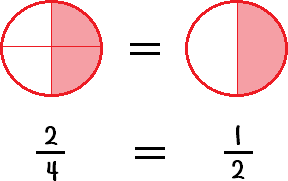 =
2/4 = 1/2